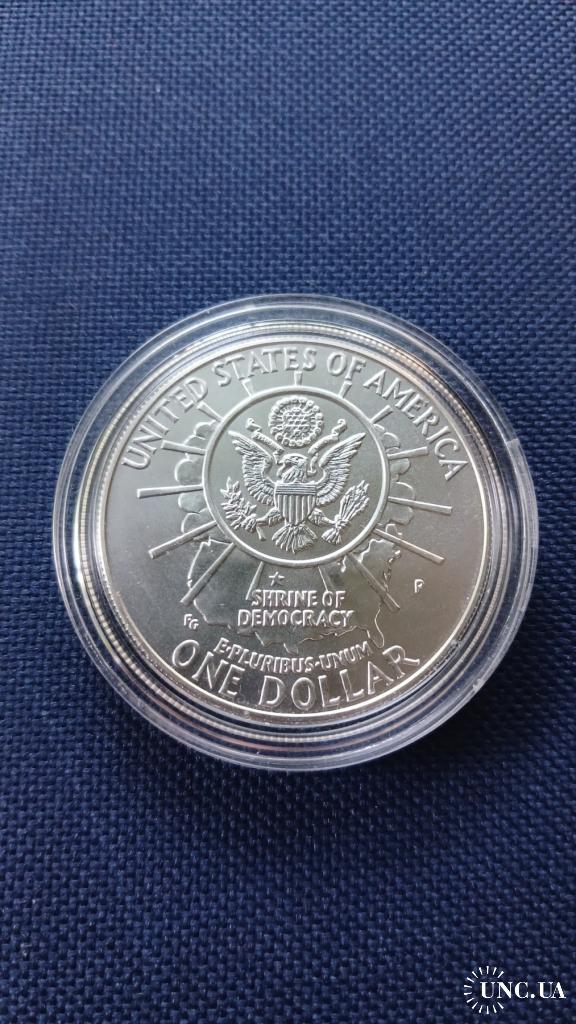 UNITED STATES OF AMERICA
P
SHRINE OF
DEMOCRACY
FG
E·PLURIBUS·UNUM
ONE DOLLAR
UNC.UA